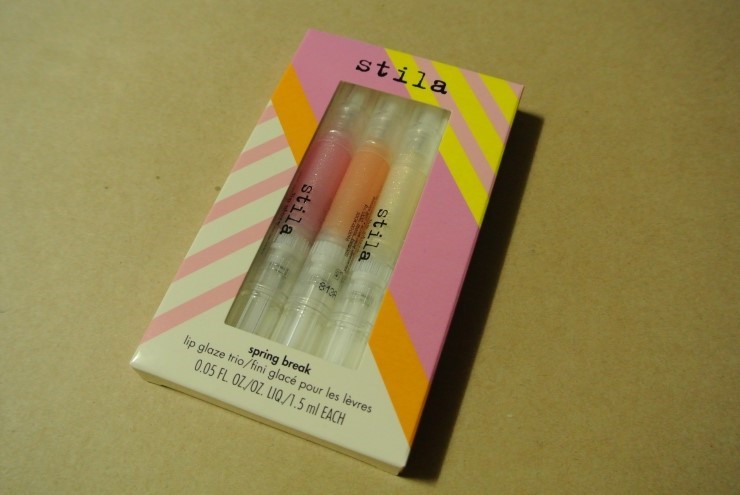 stila
stila
stila
8139
spring break
lip glaze trio/fini glacé pour les lèvres
0.05 FL OZ/OZ. LIQ./1.5 ml EACH